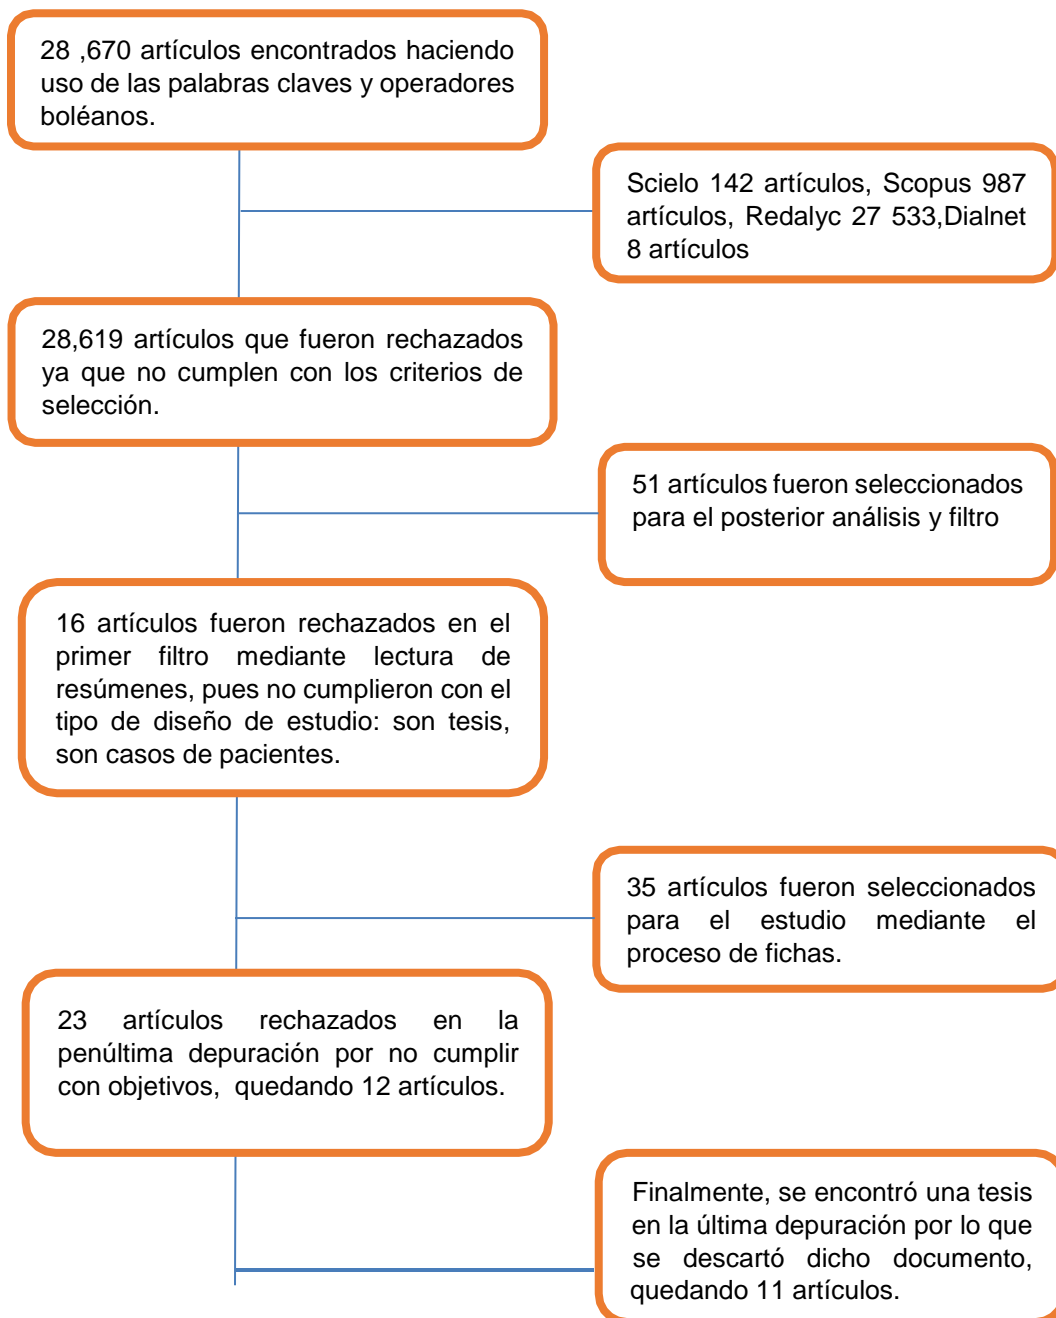 28 ,670 artículos encontrados haciendo
uso de las palabras claves y operadores
boléanos.
Scielo 142 artículos, Scopus 987
artículos, Redalyc 27 533,Dialnet
8 artículos
28,619 artículos que fueron rechazados
ya que no cumplen con los criterios de
selección.
51 artículos fueron seleccionados
para el posterior análisis y filtro
16 artículos fueron rechazados en el
primer filtro mediante lectura de
resúmenes, pues no cumplieron con el
tipo de diseño de estudio: son tesis,
son casos de pacientes.
35 artículos fueron seleccionados
para el estudio mediante el
proceso de fichas.
23 artículos rechazados en la
penúltima depuración por no cumplir
con objetivos, quedando 12 artículos.
Finalmente, se encontró una tesis
en la última depuración por lo que
se descartó dicho documento,
quedando 11 artículos.